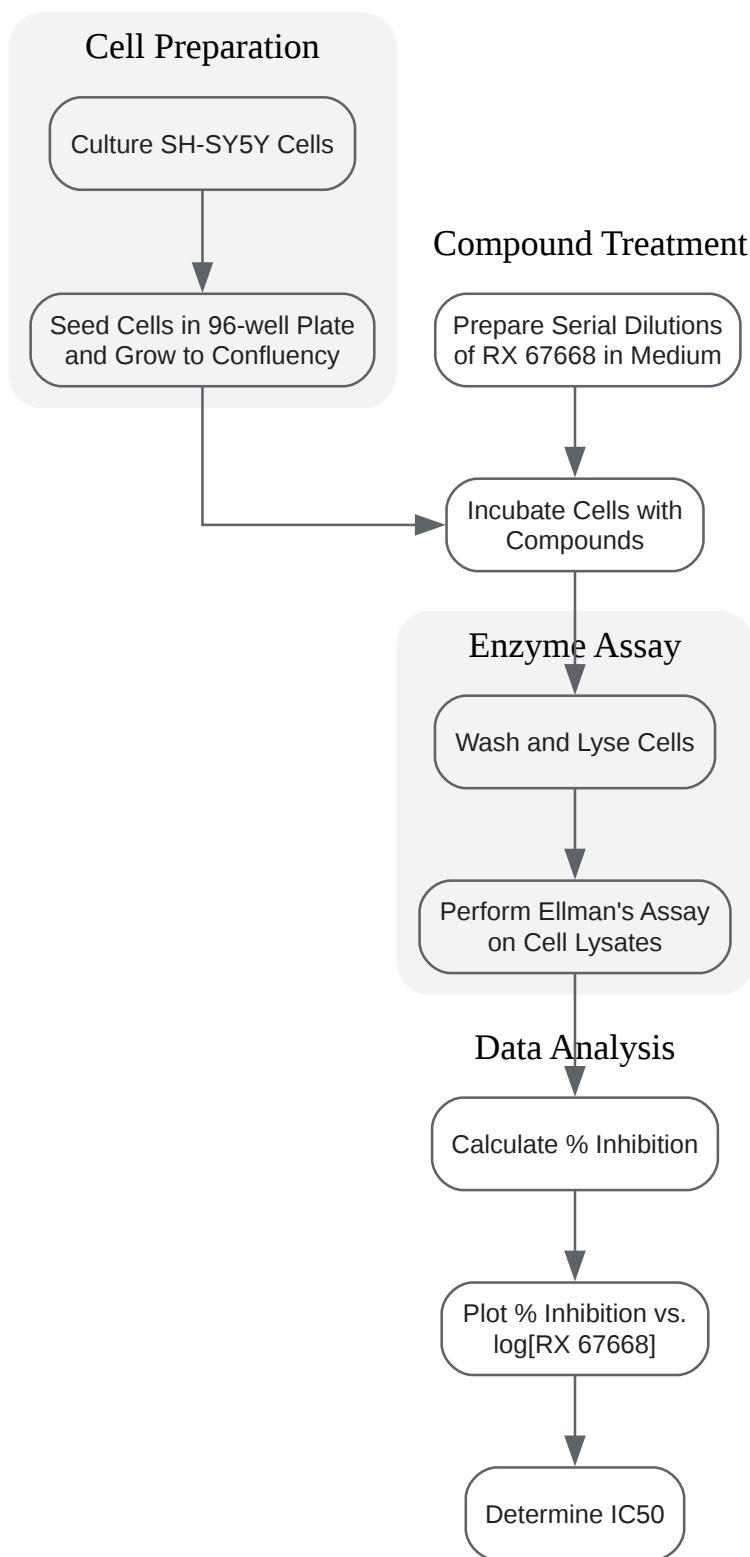 Cell Preparation
Culture SH-SY5Y Cells
Seed Cells in 96-well Plate
and Grow to Confluency
Compound Treatment
Prepare Serial Dilutions
of RX 67668 in Medium
Incubate Cells with
Compounds
Enzyme Assay
Wash and Lyse Cells
Perform Ellman's Assay
on Cell Lysates
Data Analysis
Calculate % Inhibition
Plot % Inhibition vs.
log[RX 67668]
Determine IC50